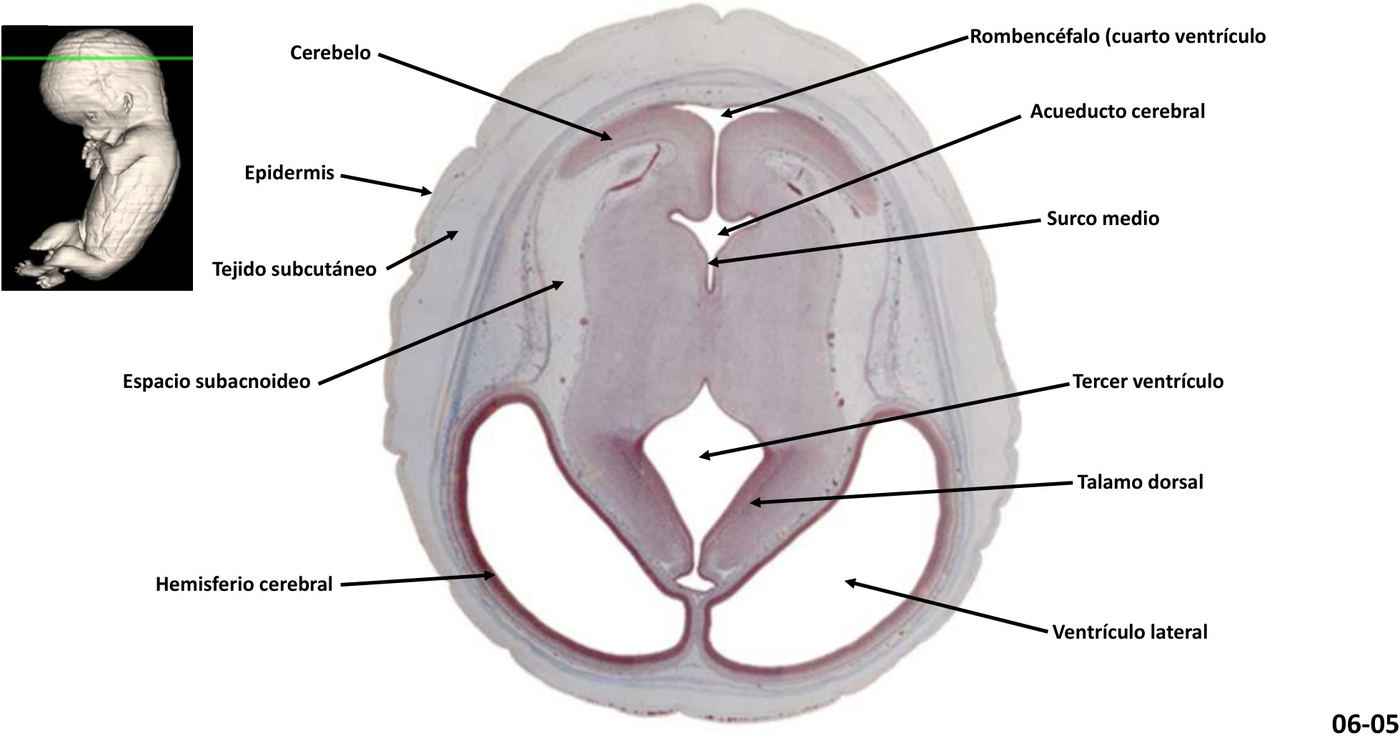 Cerebelo
Rombencéfalo (cuarto ventrículo
Acueducto cerebral
Epidermis
Surco medio
Tejido subcutáneo
Espacio subacnoideo
Tercer ventrículo
Talamo dorsal
Hemisferio cerebral
Ventrículo lateral
06-05